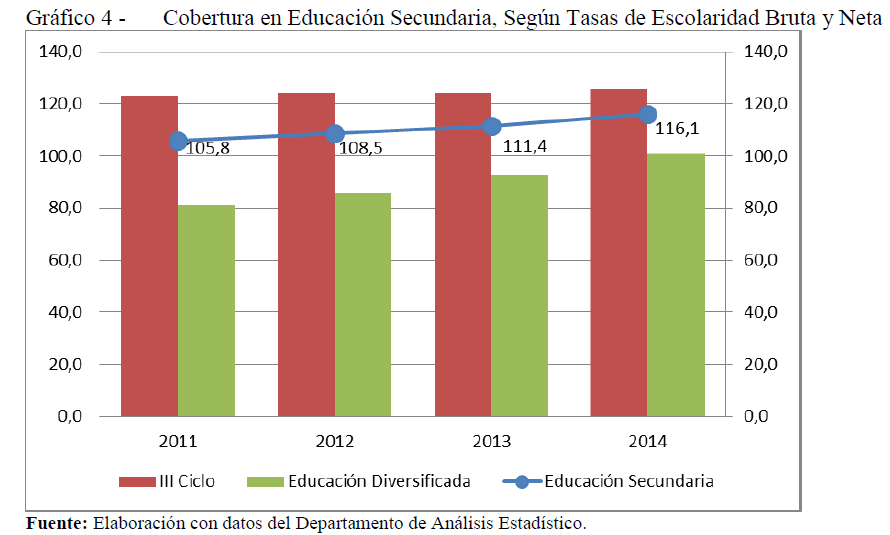 Gráfico 4 - Cobertura en Educación Secundaria, Según Tasas de Escolaridad Bruta y Neta
140,0 140,0
120,0 120,0
116,1
111,4
105,8 108,5
100,0 100,0
80,0 80,0
60,0 60,0
40,0 40,0
20,0 20,0
0,0 0,0
2011 2012 2013 2014
III Ciclo Educación Diversificada Educación Secundaria
Fuente: Elaboración con datos del Departamento de Análisis Estadístico.